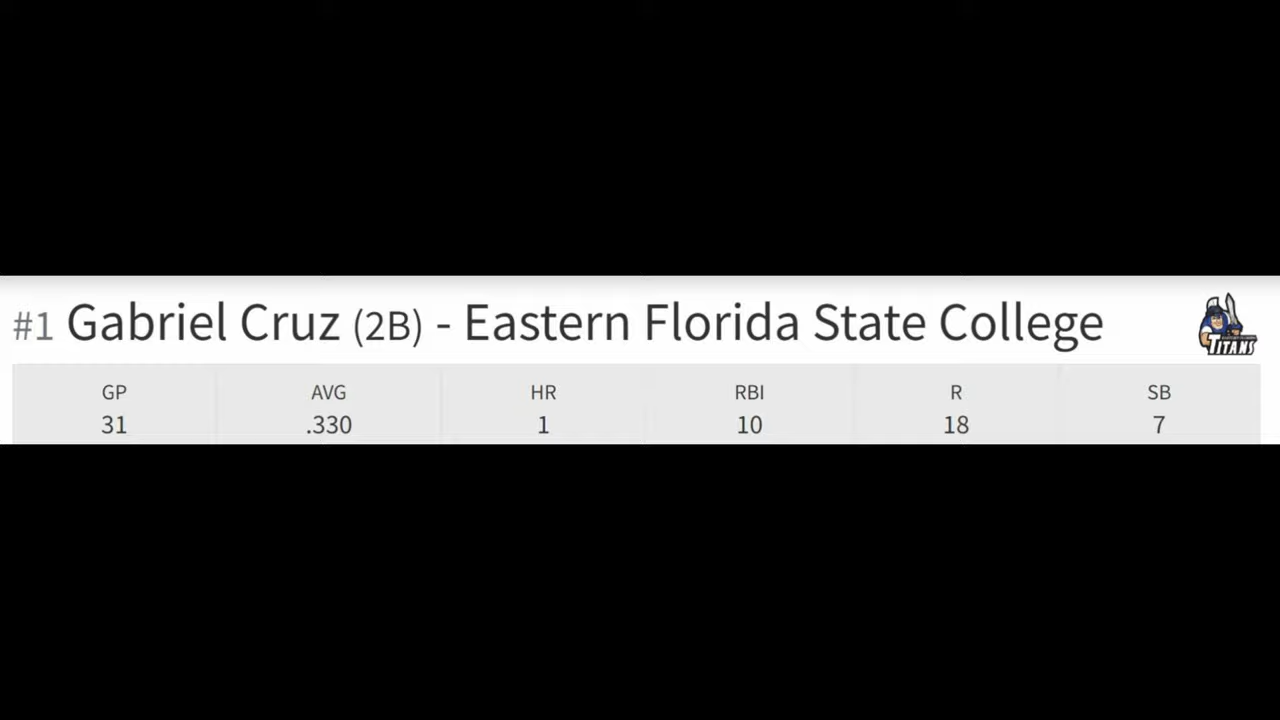 #1 Gabriel Cruz (2B) - Eastern Florida State College
TITANS
GP AVG HR RBI R SB
31 .330 1 10 18 7